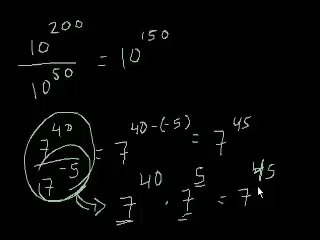 10^200 / 10^50 = 10^150
7^40 / 7^-5 = 7^40-(-5) = 7^45
7^40 · 7^5 = 7^45